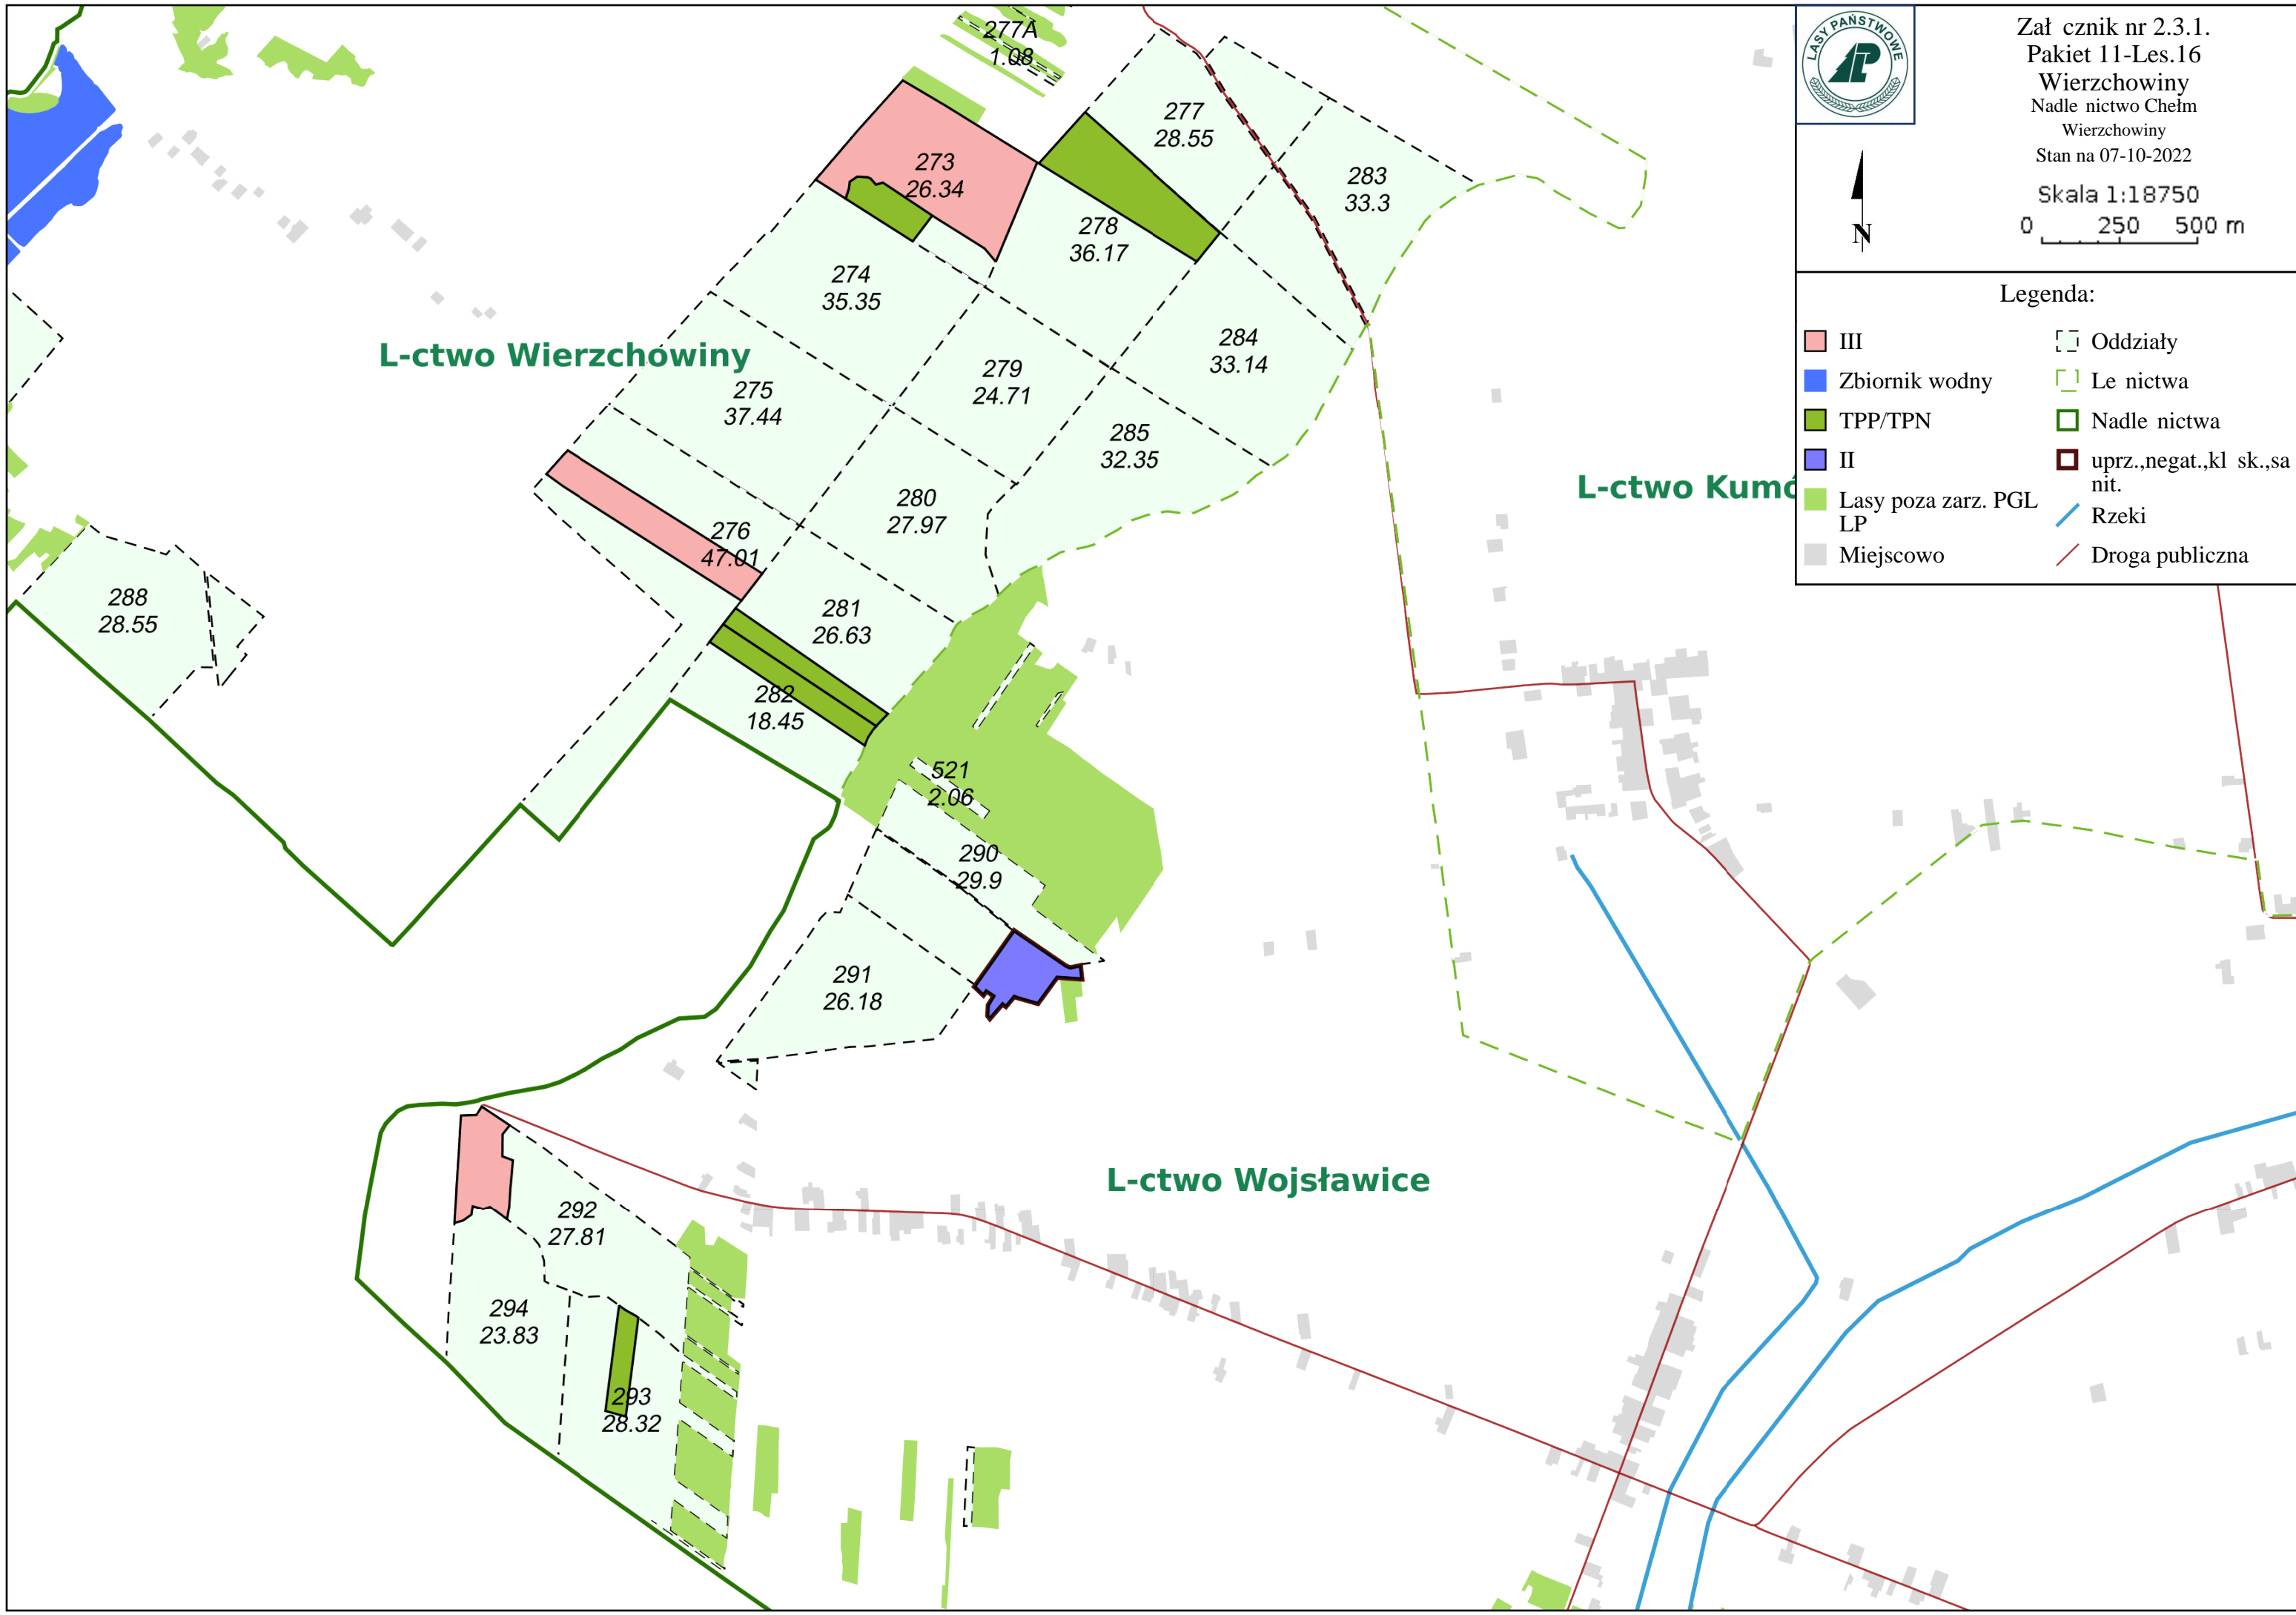 LASY PAŃSTWOWE
Zał cznik nr 2.3.1.
Pakiet 11-Les.16
Wierzchowiny
Nadle nictwo Chełm
Wierzchowiny
Stan na 07-10-2022
Skala 1:18750
0 250 500 m
N
Legenda:
III
Zbiornik wodny
TPP/TPN
II
Lasy poza zarz. PGL
LP
Miejscowo
Oddziały
Le nictwa
Nadle nictwa
uprz.,negat.,kl sk.,sa
nit.
Rzeki
Droga publiczna
277A
1.08
277
28.55
273
26.34
283
33.3
278
36.17
274
35.35
284
33.14
L-ctwo Wierzchowiny
279
24.71
275
37.44
285
32.35
L-ctwo Kumó
280
27.97
276
47.01
288
28.55
281
26.63
282
18.45
521
2.06
290
29.9
291
26.18
L-ctwo Wojsławice
292
27.81
294
23.83
293
28.32